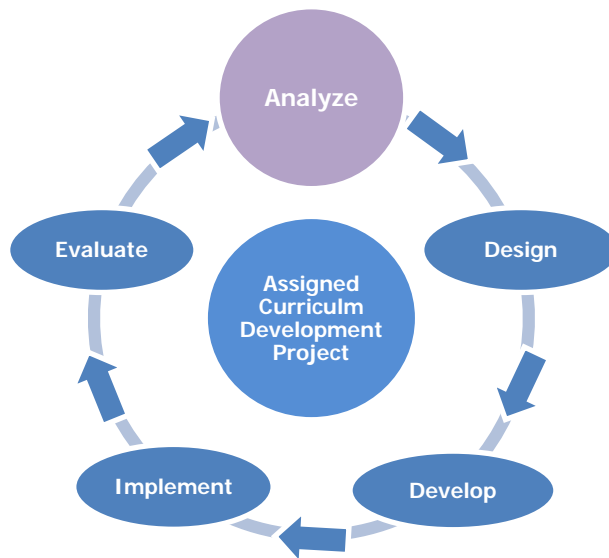 Analyze
Evaluate
Design
Assigned
Curriculm
Development
Project
Implement
Develop